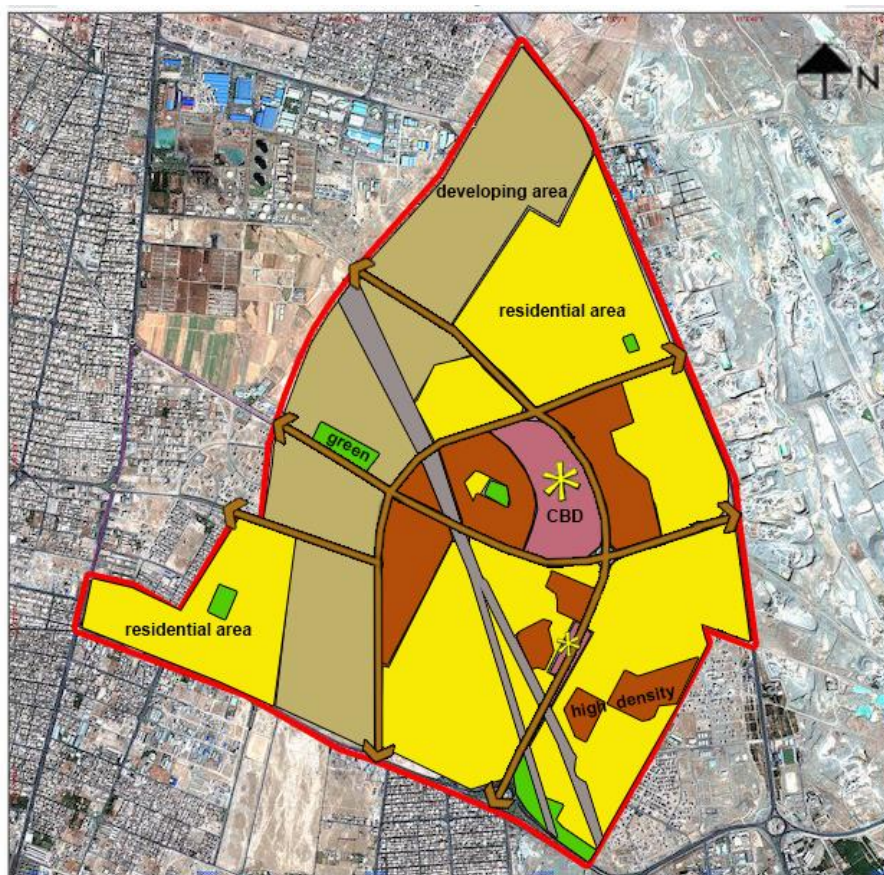 N
developing area
residential area
green
CBD
residential area
high density